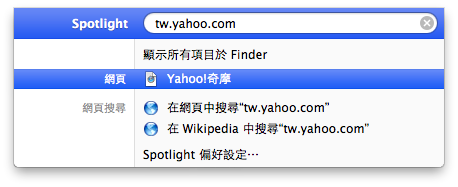 Spotlight tw.yahoo.com
顯示所有項目於 Finder
網頁 Yahoo!奇摩
網頁搜尋 在網頁中搜尋“tw.yahoo.com”
在 Wikipedia 中搜尋“tw.yahoo.com”
Spotlight 偏好設定⋯